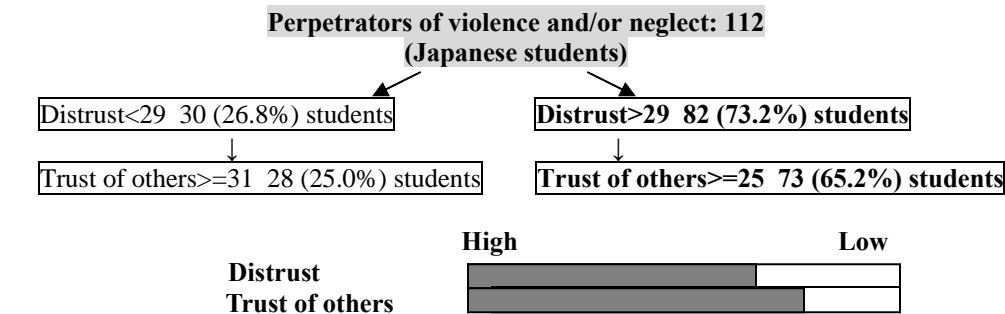 Perpetrators of violence and/or neglect: 112
(Japanese students)
Distrust<29 30 (26.8%) students
Distrust>29 82 (73.2%) students
↓
↓
Trust of others>=31 28 (25.0%) students
Trust of others>=25 73 (65.2%) students
High
Low
Distrust
Trust of others